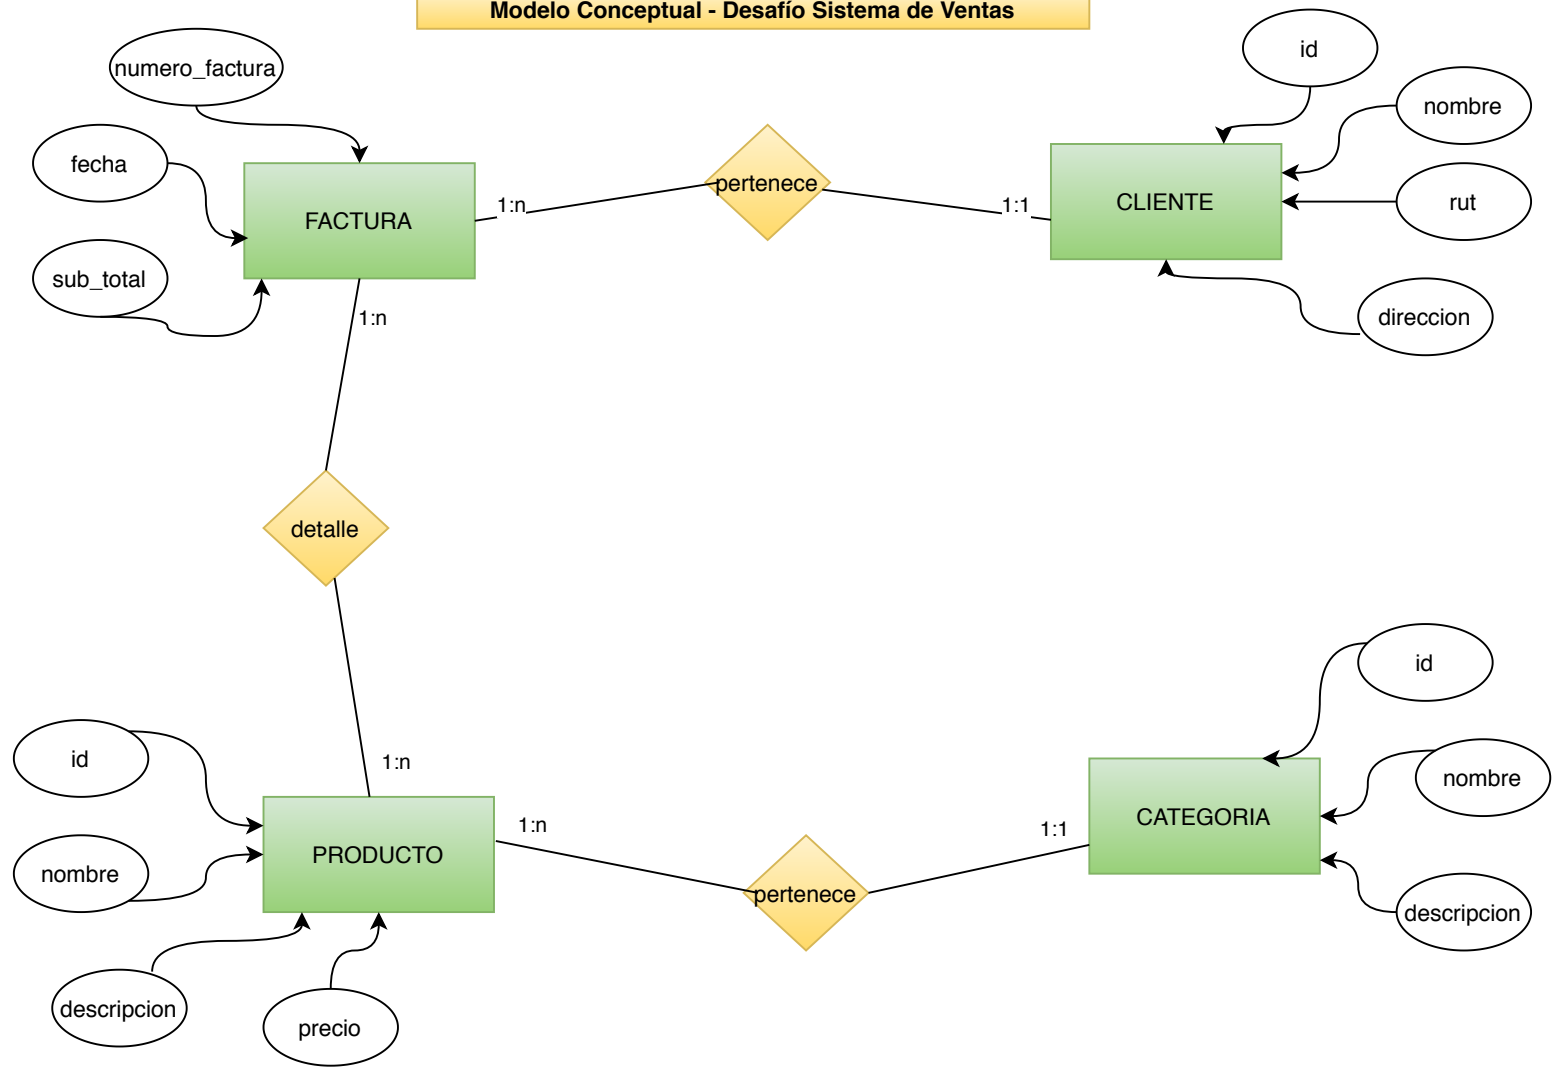 Modelo Conceptual - Desafío Sistema de Ventas
numero_factura
fecha
sub_total
FACTURA
1:n
pertenece
1:1
CLIENTE
id
nombre
rut
direccion
1:n
detalle
1:n
id
nombre
descripcion
precio
PRODUCTO
1:n
pertenece
1:1
CATEGORIA
id
nombre
descripcion